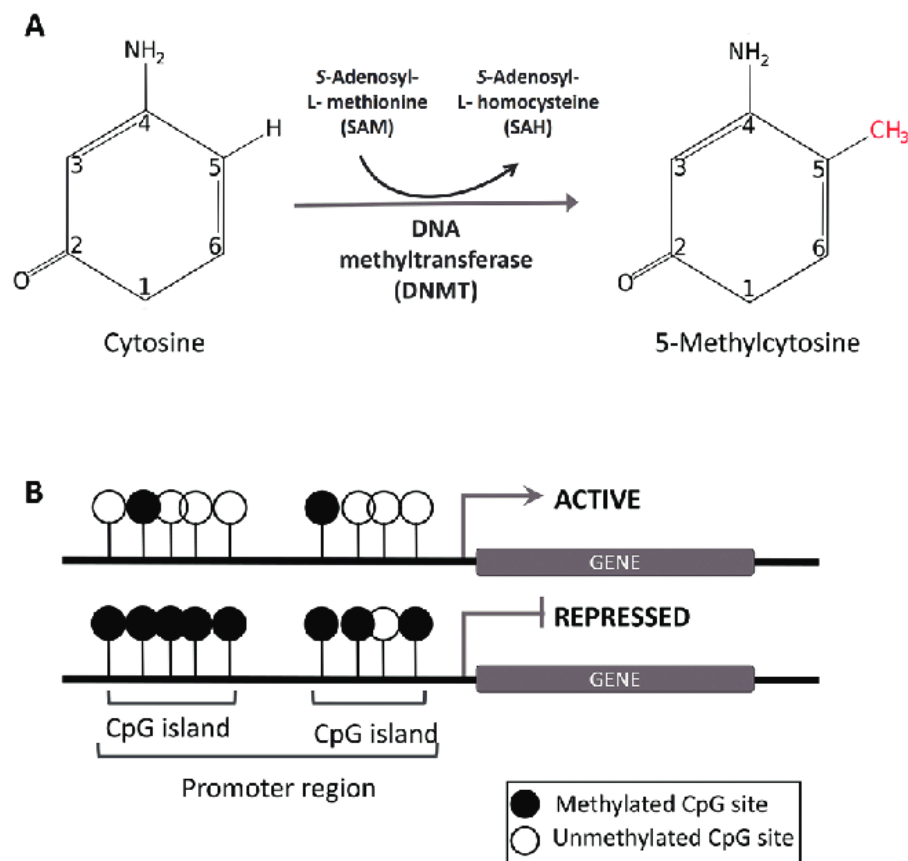 A
NH2
4
H
3
5
2
6
O
1
Cytosine
S-Adenosyl-
L- methionine
(SAM)
S-Adenosyl-
L- homocysteine
(SAH)
DNA
methyltransferase
(DNMT)
NH2
4
CH3
3
5
2
6
O
1
5-Methylcytosine
B
ACTIVE
GENE
REPRESSED
GENE
CpG island
CpG island
Promoter region
Methylated CpG site
Unmethylated CpG site